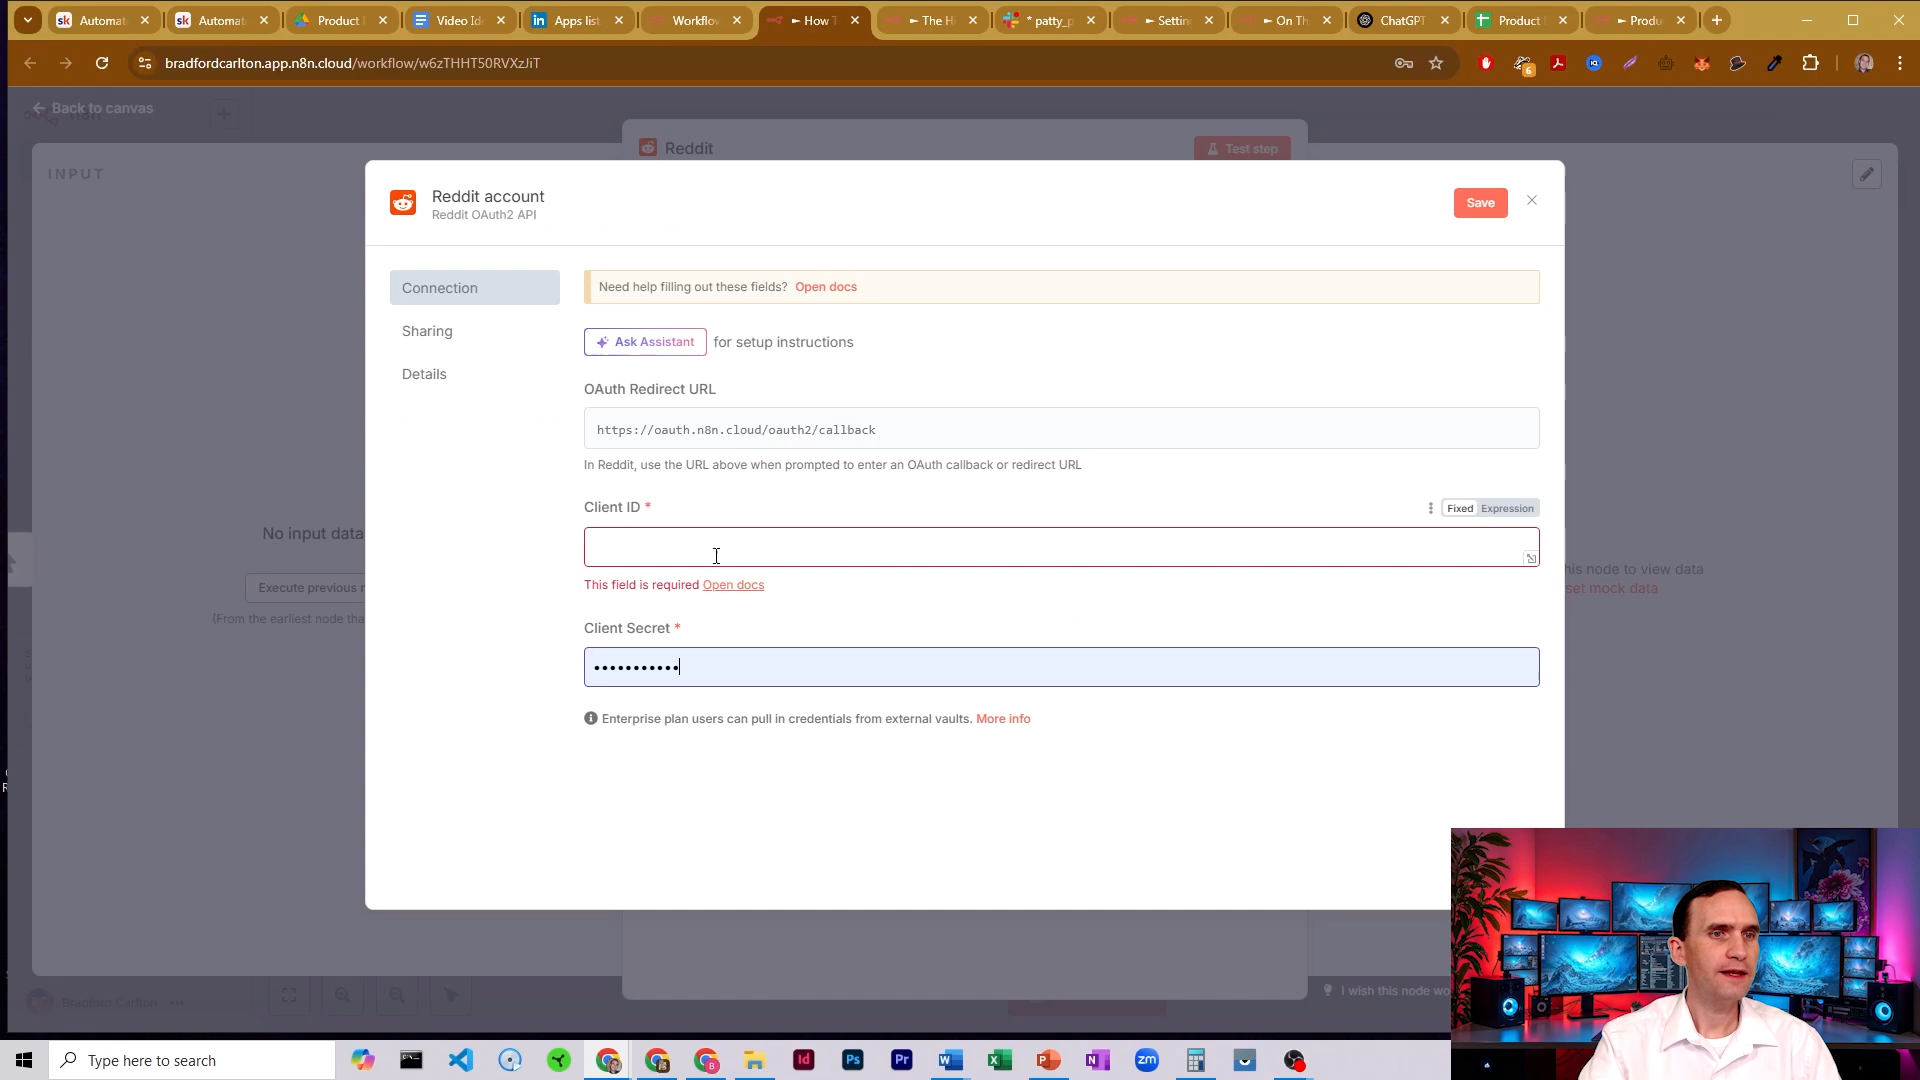 Automat
Automat
Product
Video Id
Apps list
Workflow
How T
The H
* patty_p
Settin
On Th
ChatGPT
Product
Produ
bradfordcarlton.app.n8n.cloud/workflow/w6zTHHT50RVXzJiT
6
Back to canvas
Reddit
Test step
INPUT
Reddit account
Reddit OAuth2 API
Save
Connection
Sharing
Details
Need help filling out these fields? Open docs
Ask Assistant for setup instructions
OAuth Redirect URL
https://oauth.n8n.cloud/oauth2/callback
In Reddit, use the URL above when prompted to enter an OAuth callback or redirect URL
Client ID *
Fixed Expression
This field is required Open docs
Client Secret *
•••••••••••
Enterprise plan users can pull in credentials from external vaults. More info
No input data
Execute previous n
(From the earliest node tha
his node to view data
set mock data
Bradford Carlton
I wish this node wo
Type here to search